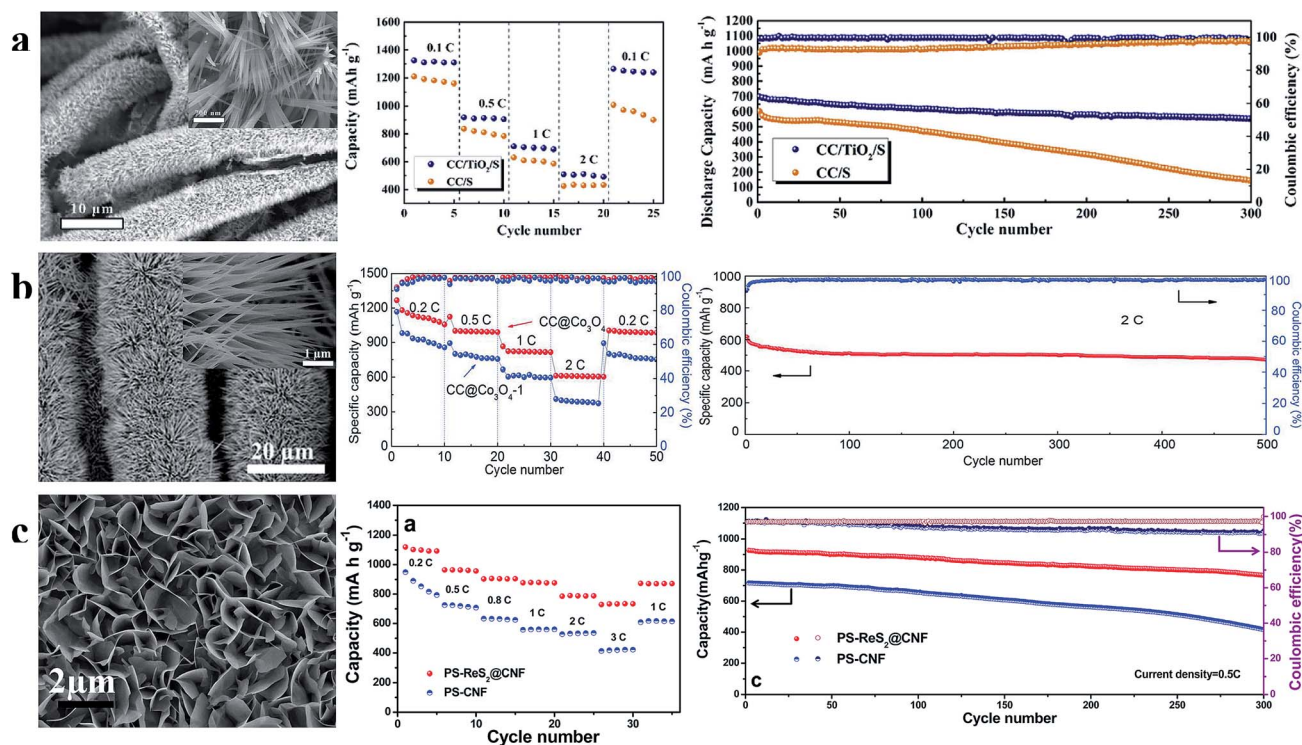 a
10 μm
Capacity (mAh g⁻¹)
1600
1400
1200
1000
800
600
400
0.1 C
0.5 C
1 C
2 C
0.1 C
CC/TiO₂/S
CC/S
0 5 10 15 20 25
Cycle number
Discharge Capacity (mA h g⁻¹)
1200
1100
1000
900
800
700
600
500
400
300
200
100
0
CC/TiO₂/S
CC/S
0 50 100 150 200 250 300
Cycle number
100
80
60
40
20
0
Coulombic efficiency (%)
b
1 μm
20 μm
Specific capacity (mAh g⁻¹)
1500
1200
900
600
300
0
0.2 C
0.5 C
CC@Co₃O₄
0.2 C
1 C
2 C
CC@Co₃O₄-1
0 10 20 30 40 50
Cycle number
100
80
60
40
20
0
Coulombic efficiency (%)
Specific capacity (mAh g⁻¹)
1000
900
800
700
600
500
400
300
200
100
0
2 C
0 100 200 300 400 500
Cycle number
100
80
60
40
20
0
Coulombic efficiency (%)
c
2μm
a
Capacity (mA h g⁻¹)
1400
1200
1000
800
600
400
200
0
0.2 C
0.5 C
0.8 C
1 C
2 C
3 C
1 C
PS-ReS₂@CNF
PS-CNF
0 10 20 30
Cycle number
Capacity(mAhg⁻¹)
1200
1000
800
600
400
200
0
PS-ReS₂@CNF
PS-CNF
Current density=0.5C
c
0 50 100 150 200 250 300
Cycle number
100
80
60
40
20
0
Coulombic efficiency(%)